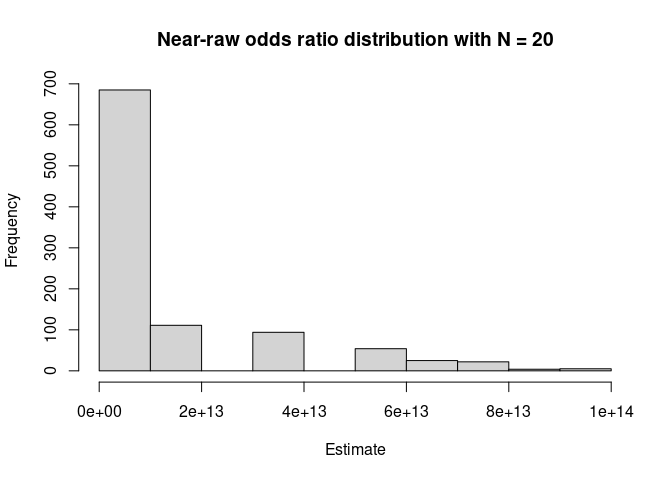 Near-raw odds ratio distribution with N = 20
Frequency
700
600
500
400
300
200
100
0
0e+00 2e+13 4e+13 6e+13 8e+13 1e+14
Estimate